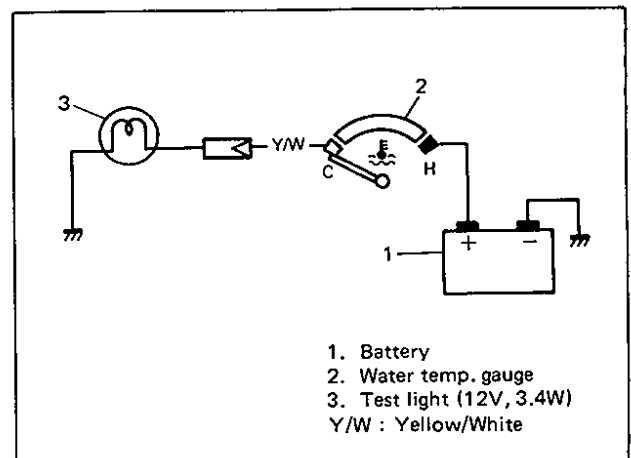 2
3
Y/W
C
H
+ −
1
1. Battery
2. Water temp. gauge
3. Test light (12V, 3.4W)
Y/W : Yellow/White